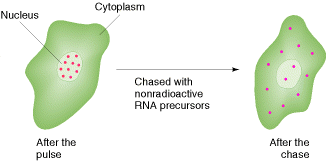 Nucleus
Cytoplasm
Chased with
nonradioactive
RNA precursors
After the
pulse
After the
chase